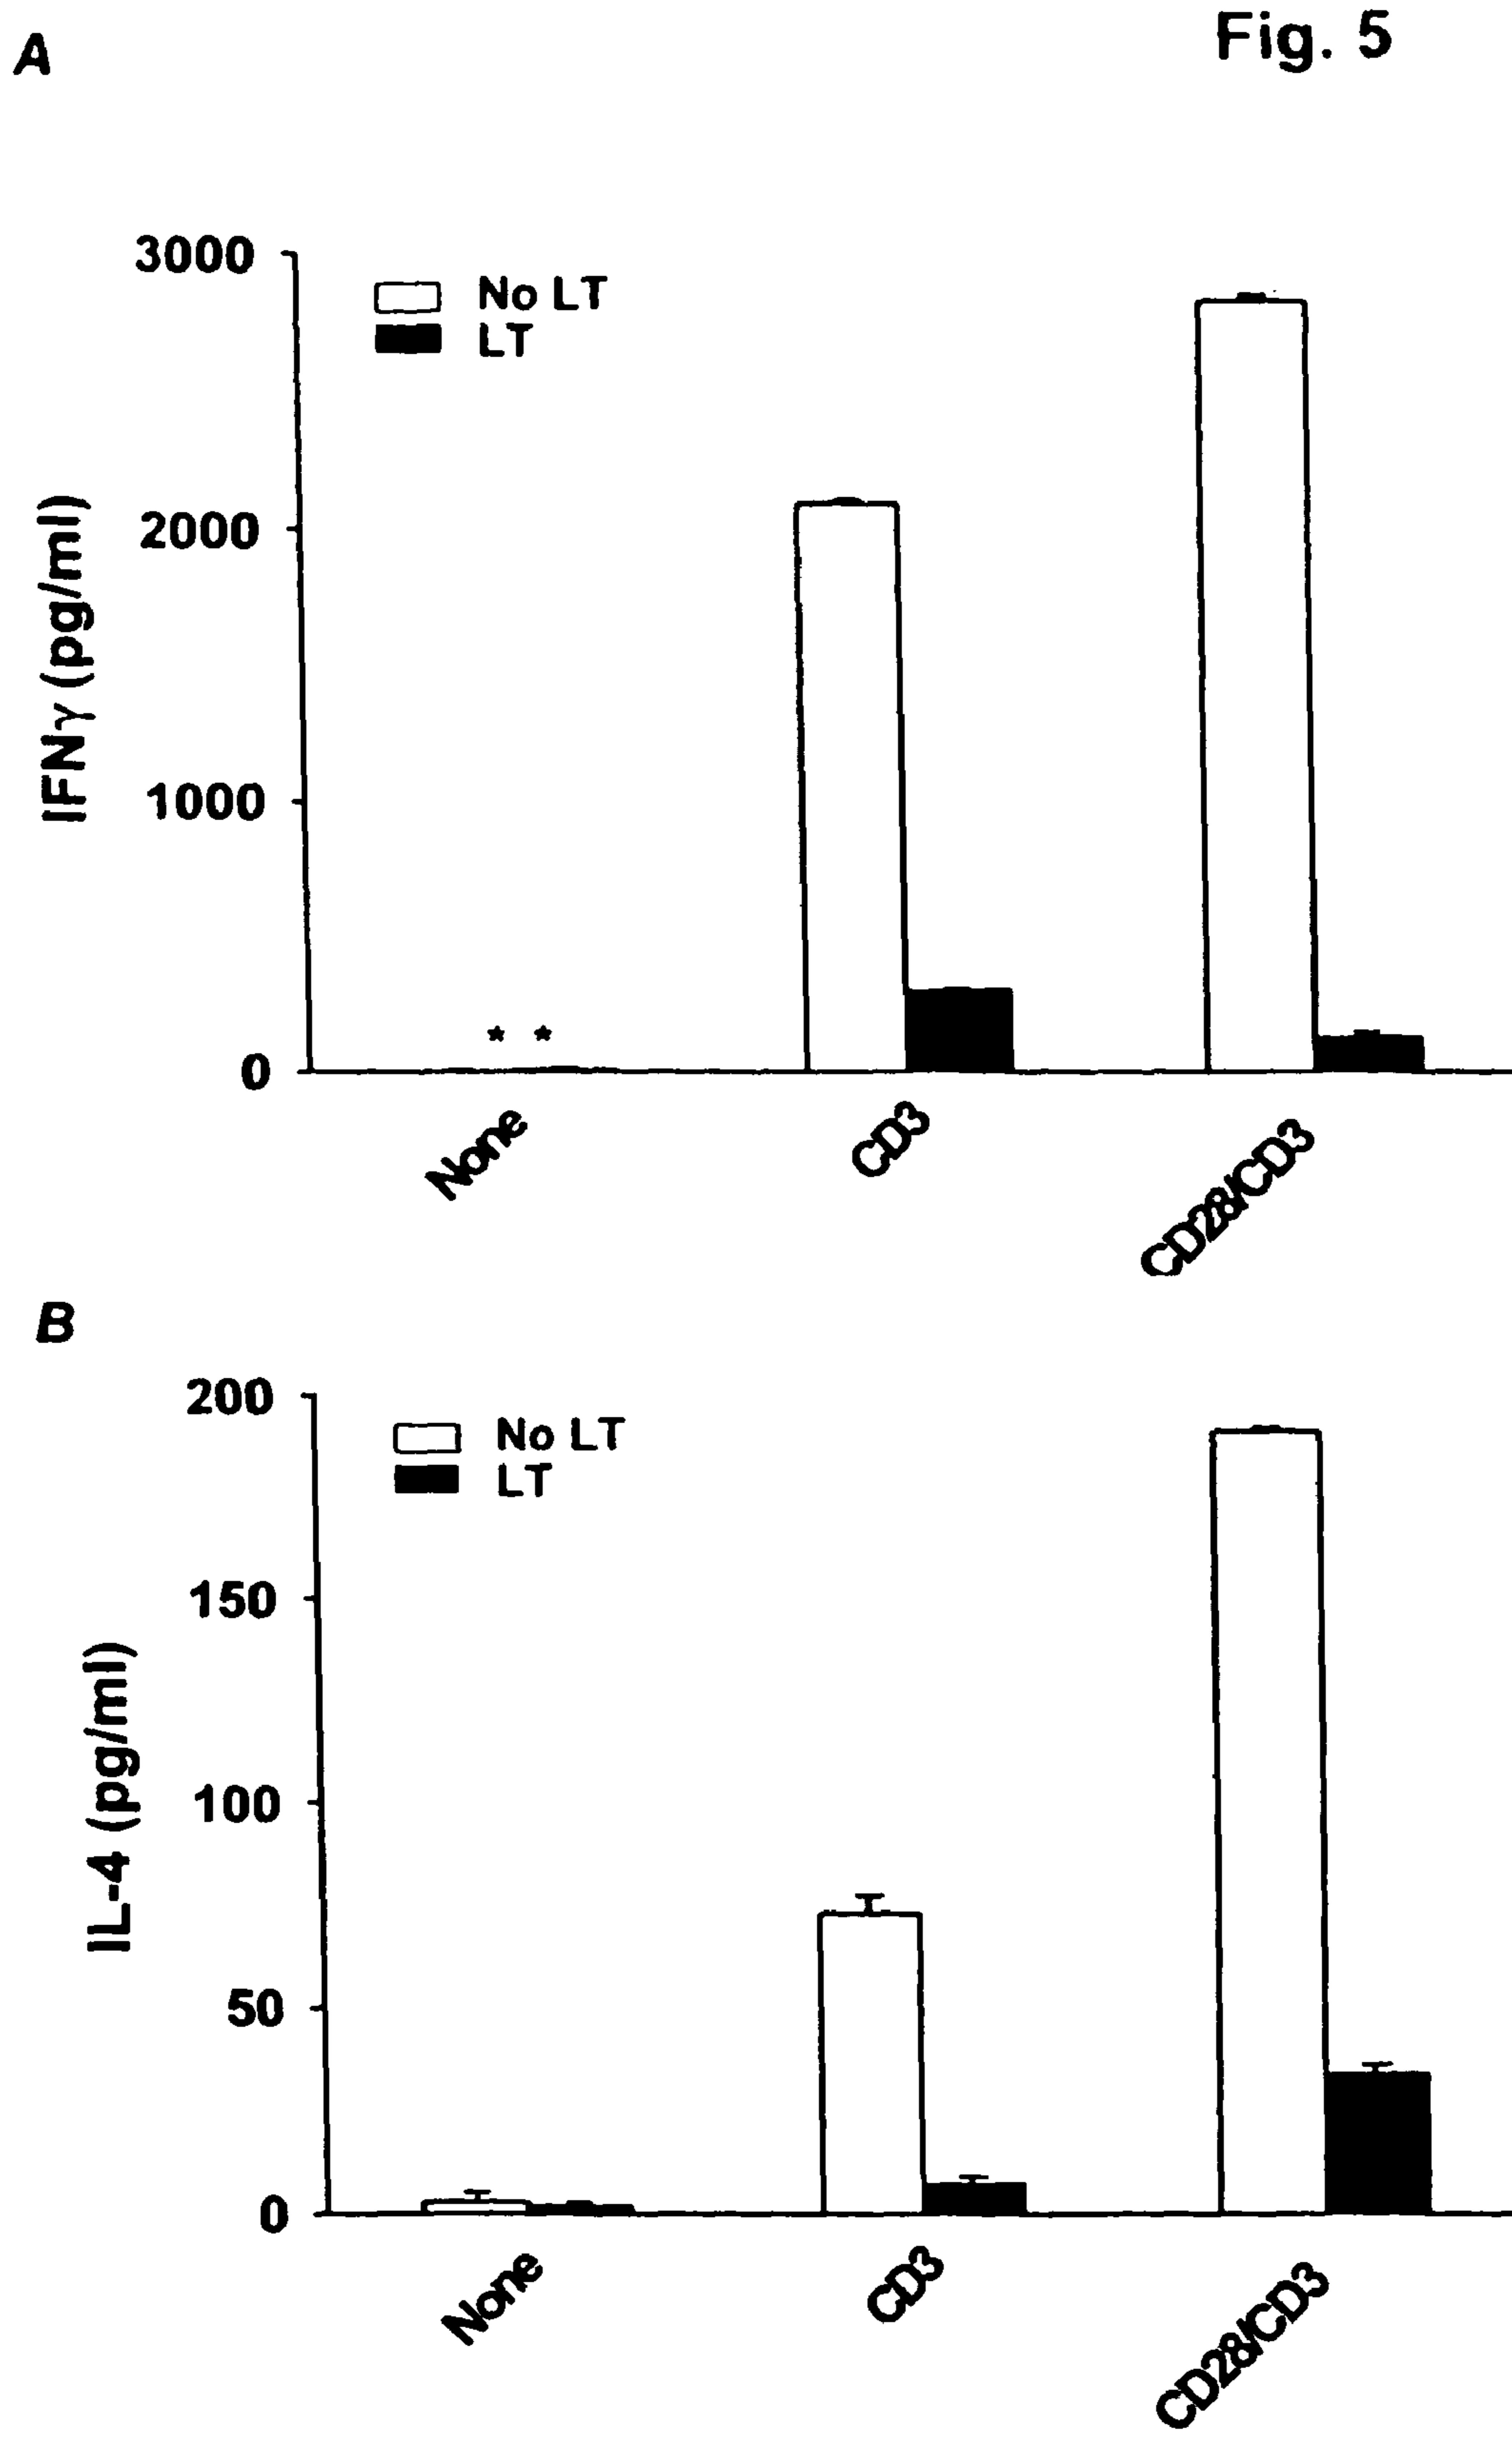 A
Fig. 5
3000
No LT
LT
2000
IFNγ (pg/ml)
1000
* *
0
None
CD3
CD28/CD3
B
200
No LT
LT
150
IL-4 (pg/ml)
100
50
0
None
CD3
CD28/CD3